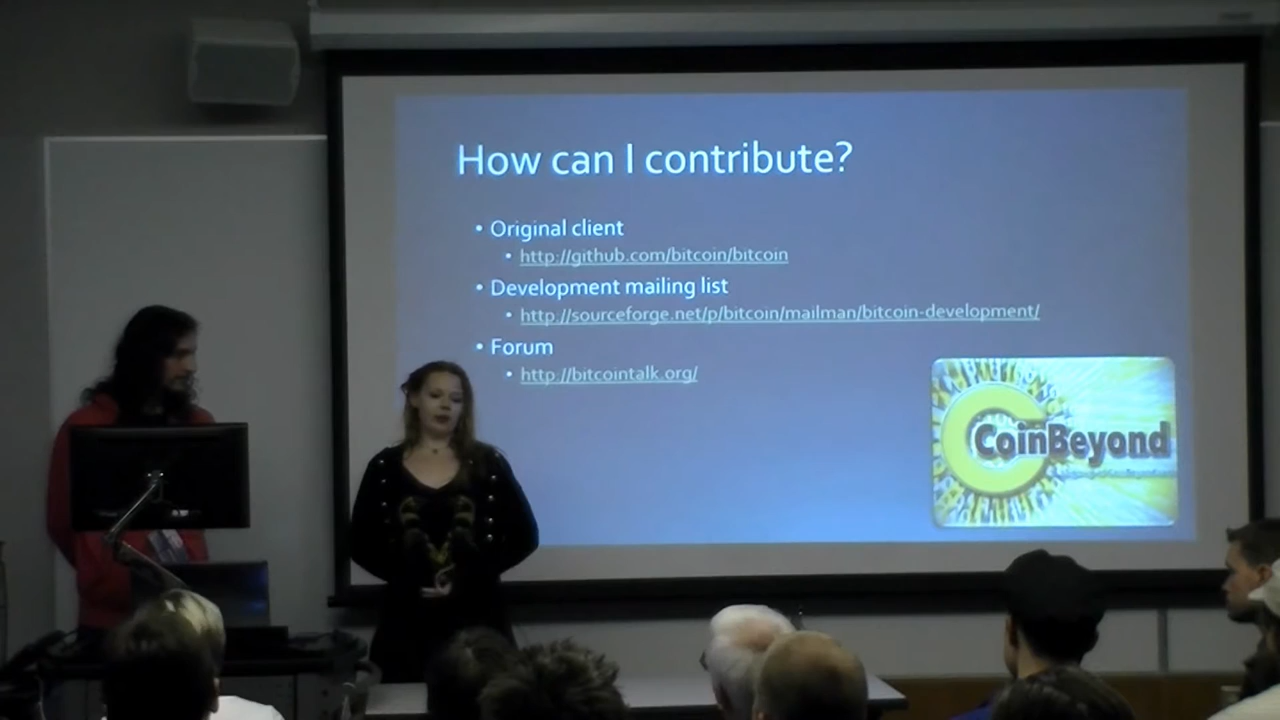 How can I contribute?
• Original client
• http://github.com/bitcoin/bitcoin
• Development mailing list
• http://sourceforge.net/p/bitcoin/mailman/bitcoin-development/
• Forum
• http://bitcointalk.org/
CoinBeyond